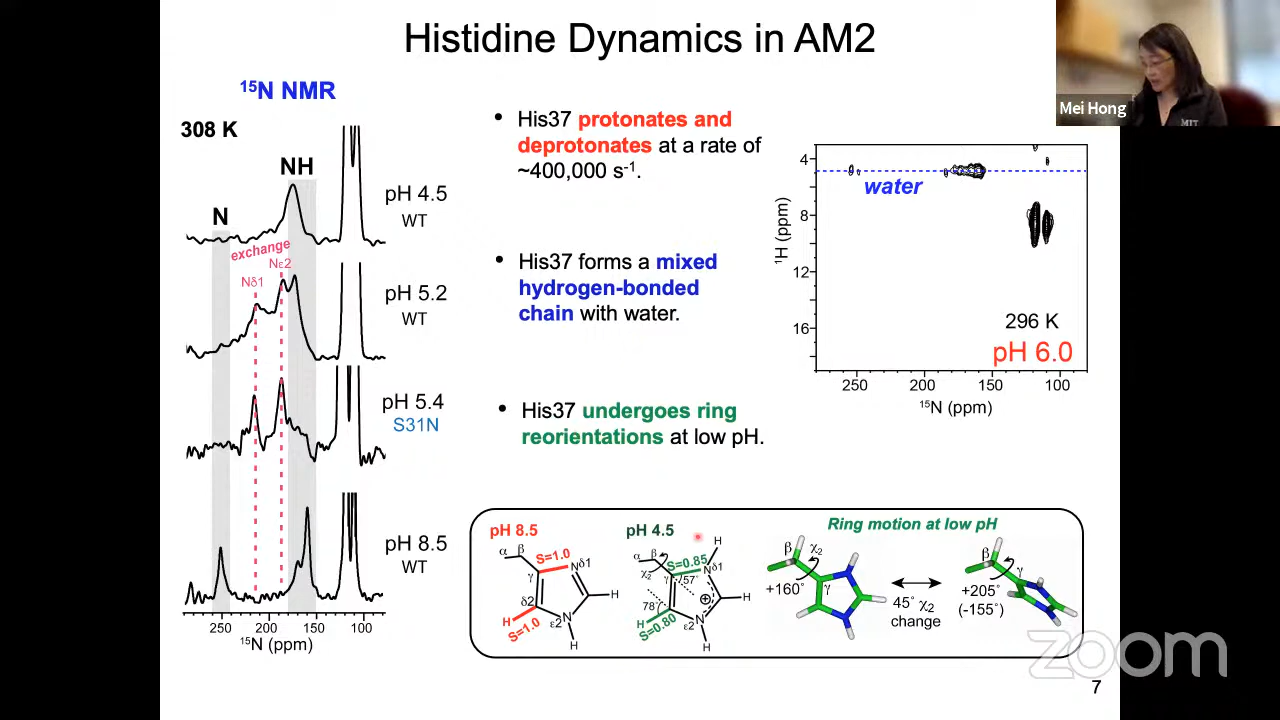 Histidine Dynamics in AM2
Mei Hong
MIT
¹⁵N NMR
308 K
NH
N
pH 4.5
WT
exchange
Nε2
Nδ1
pH 5.2
WT
pH 5.4
S31N
pH 8.5
WT
250 200 150 100
¹⁵N (ppm)
• His37 protonates and
deprotonates at a rate of
~400,000 s⁻¹.
• His37 forms a mixed
hydrogen-bonded
chain with water.
• His37 undergoes ring
reorientations at low pH.
4
water
8
12
16
¹H (ppm)
296 K
pH 6.0
250 200 150 100
¹⁵N (ppm)
pH 8.5
α β
S=1.0
N δ1
γ
δ2
H
H
S=1.0
ε2 N
H
pH 4.5
H
α β
χ2
S=0.85
γ 57°
N δ1
78°
⊕
H
H
S=0.80
N
ε2
H
Ring motion at low pH
β χ2
+160°
γ
45° χ2
change
β
γ
+205°
(-155°)
zoom
7